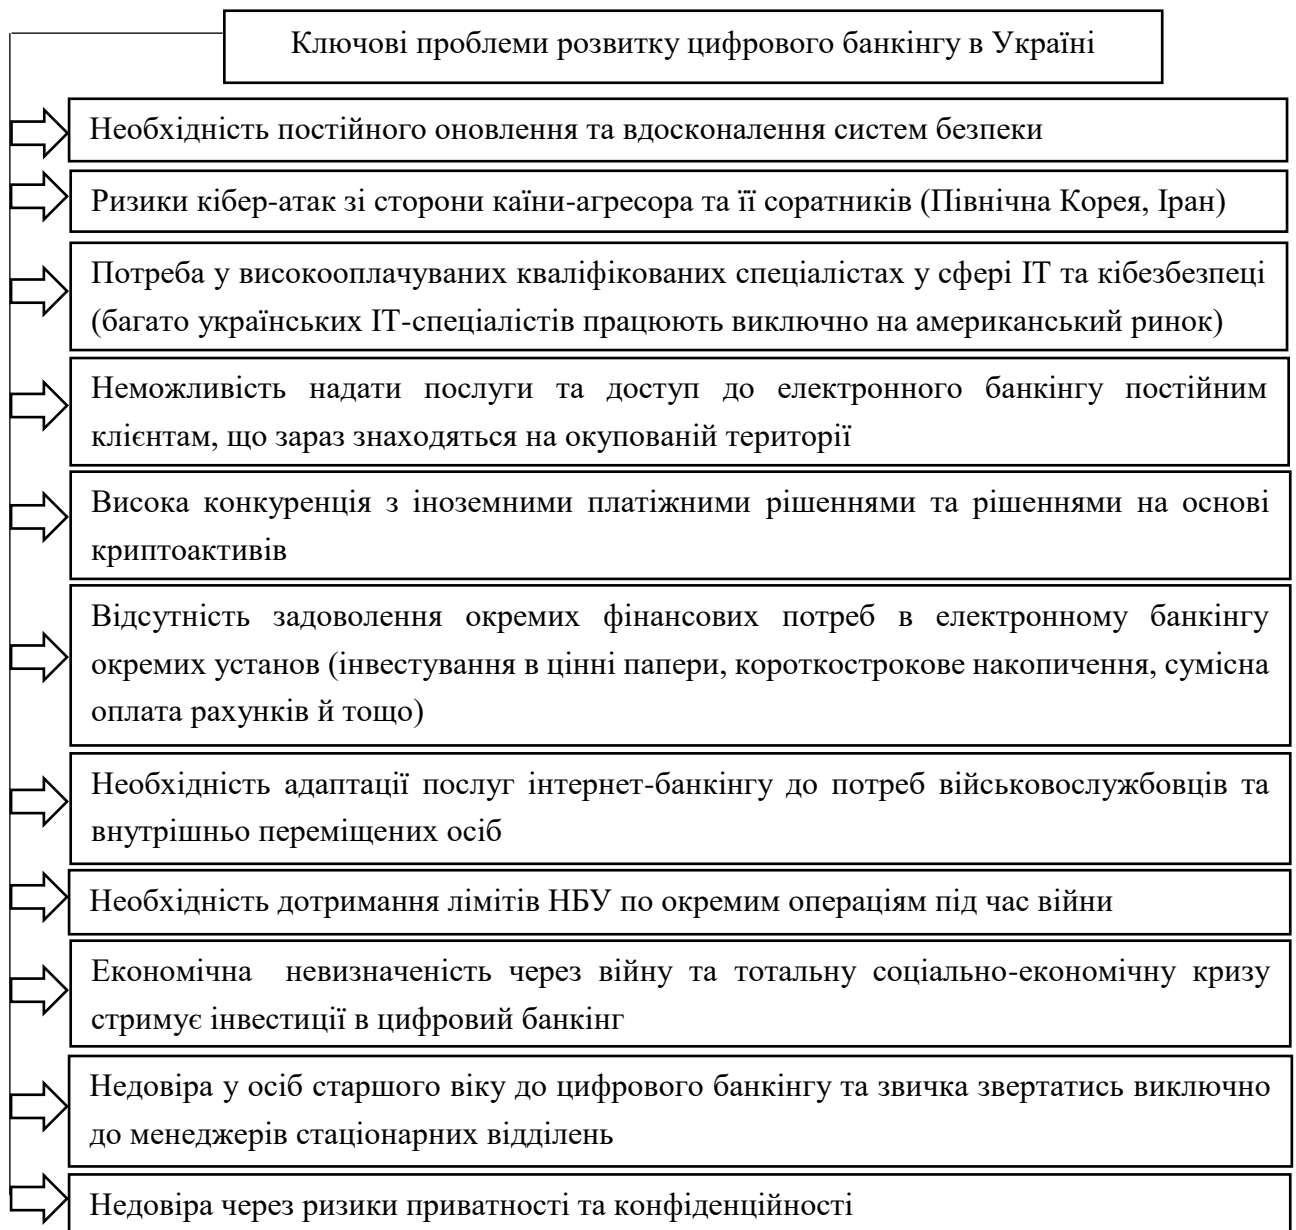 Ключові проблеми розвитку цифрового банкінгу в Україні
Необхідність постійного оновлення та вдосконалення систем безпеки
Ризики кібер-атак зі сторони каїни-агресора та її соратників (Північна Корея, Іран)
Потреба у високооплачуваних кваліфікованих спеціалістах у сфері ІТ та кібезбезпеці
(багато українських ІТ-спеціалістів працюють виключно на американський ринок)
Неможливість надати послуги та доступ до електронного банкінгу постійним
клієнтам, що зараз знаходяться на окупованій території
Висока конкуренція з іноземними платіжними рішеннями та рішеннями на основі
криптоактивів
Відсутність задоволення окремих фінансових потреб в електронному банкінгу
окремих установ (інвестування в цінні папери, короткострокове накопичення, сумісна
оплата рахунків й тощо)
Необхідність адаптації послуг інтернет-банкінгу до потреб військовослужбовців та
внутрішньо переміщених осіб
Необхідність дотримання лімітів НБУ по окремим операціям під час війни
Економічна невизначеність через війну та тотальну соціально-економічну кризу
стримує інвестиції в цифровий банкінг
Недовіра у осіб старшого віку до цифрового банкінгу та звичка звертатись виключно
до менеджерів стаціонарних відділень
Недовіра через ризики приватності та конфіденційності